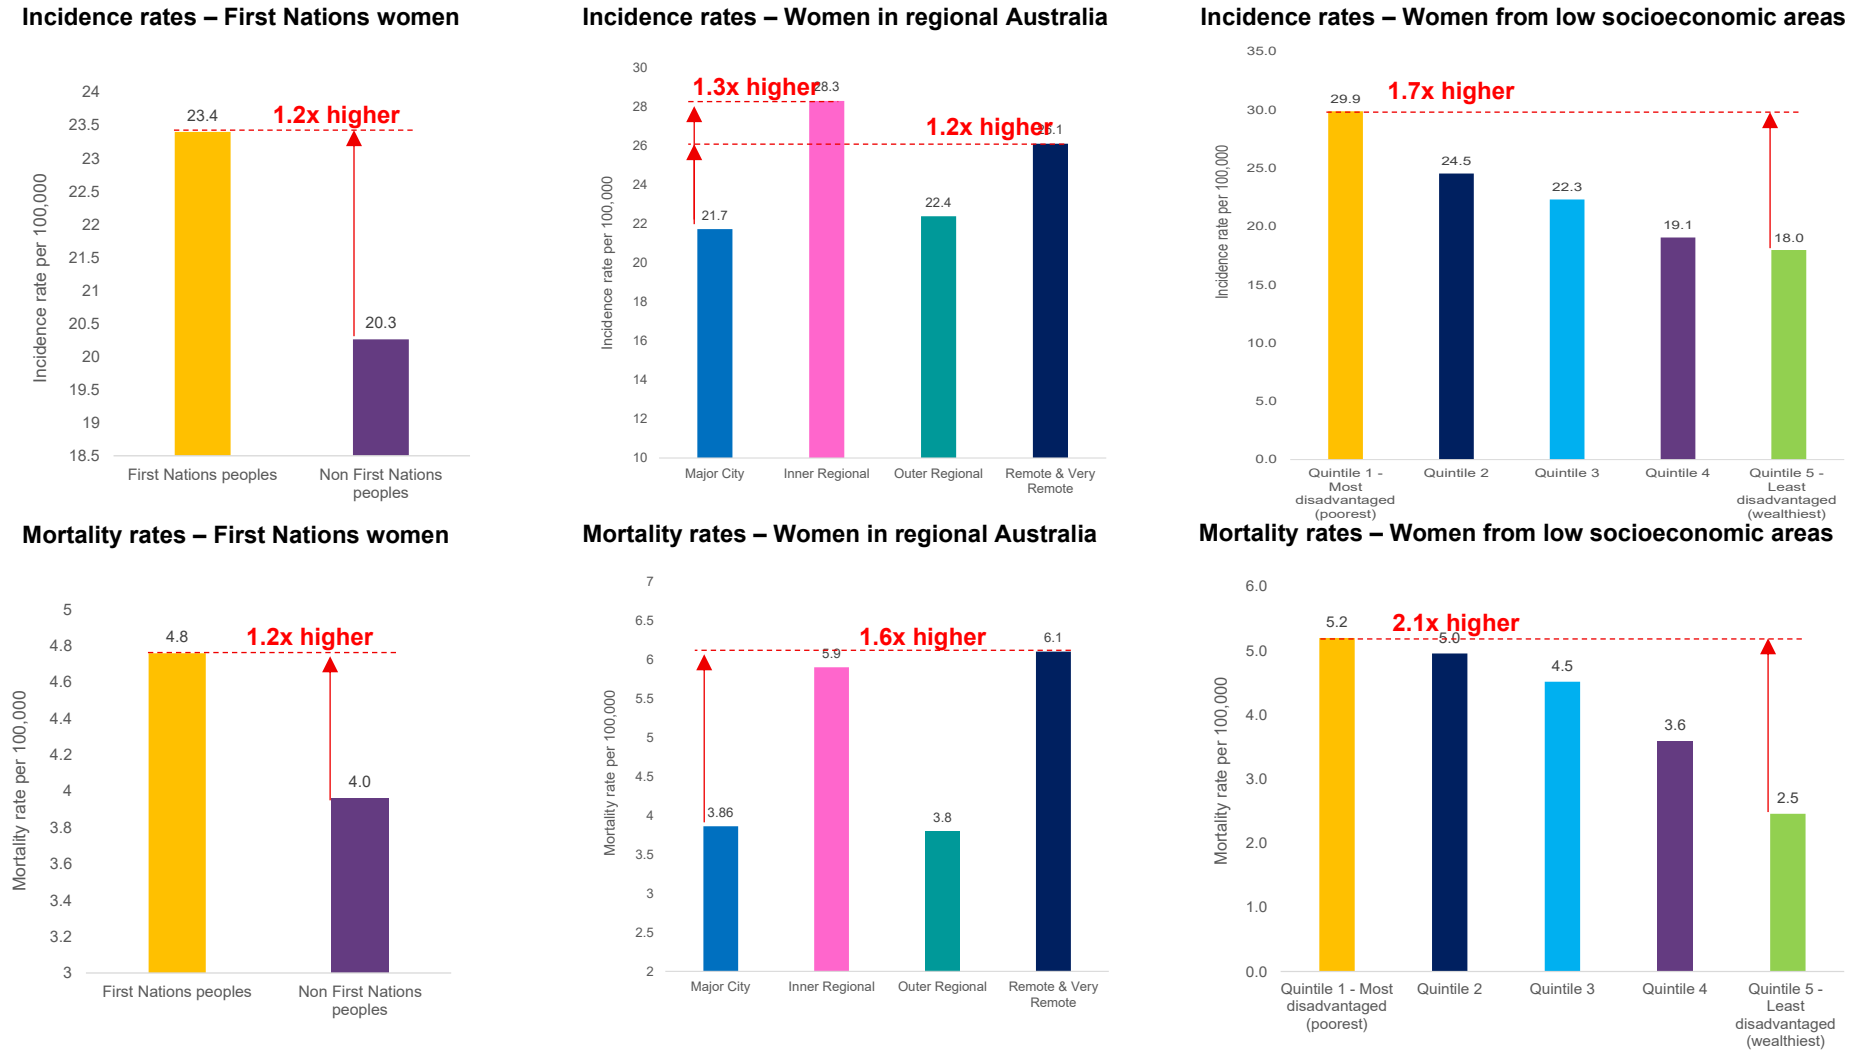 Incidence rates – First Nations women
24
23.5
23
22.5
22
21.5
21
20.5
20
19.5
19
18.5
Incidence rate per 100,000
23.4
1.2x higher
20.3
First Nations peoples
Non First Nations
peoples
Incidence rates – Women in regional Australia
30
28
26
24
22
20
18
16
14
12
10
Incidence rate per 100,000
1.3x higher
28.3
1.2x higher
26.1
21.7
22.4
Major City
Inner Regional
Outer Regional
Remote & Very
Remote
Incidence rates – Women from low socioeconomic areas
35.0
30.0
25.0
20.0
15.0
10.0
5.0
0.0
Incidence rate per 100,000
29.9
1.7x higher
24.5
22.3
19.1
18.0
Quintile 1 -
Most
disadvantaged
(poorest)
Quintile 2
Quintile 3
Quintile 4
Quintile 5 -
Least
disadvantaged
(wealthiest)
Mortality rates – First Nations women
5
4.8
4.6
4.4
4.2
4
3.8
3.6
3.4
3.2
3
Mortality rate per 100,000
4.8
1.2x higher
4.0
First Nations peoples
Non First Nations
peoples
Mortality rates – Women in regional Australia
7
6.5
6
5.5
5
4.5
4
3.5
3
2.5
2
Mortality rate per 100,000
1.6x higher
6.1
5.9
3.86
3.8
Major City
Inner Regional
Outer Regional
Remote & Very
Remote
Mortality rates – Women from low socioeconomic areas
6.0
5.0
4.0
3.0
2.0
1.0
0.0
Mortality rate per 100,000
5.2
2.1x higher
5.0
4.5
3.6
2.5
Quintile 1 - Most
disadvantaged
(poorest)
Quintile 2
Quintile 3
Quintile 4
Quintile 5 -
Least
disadvantaged
(wealthiest)